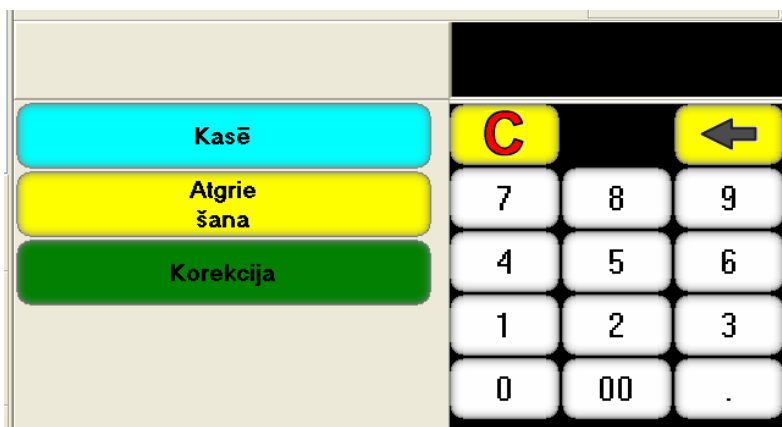 Kasē
C
Atgrie
šana
7 8 9
Korekcija
4 5 6
1 2 3
0 00 .